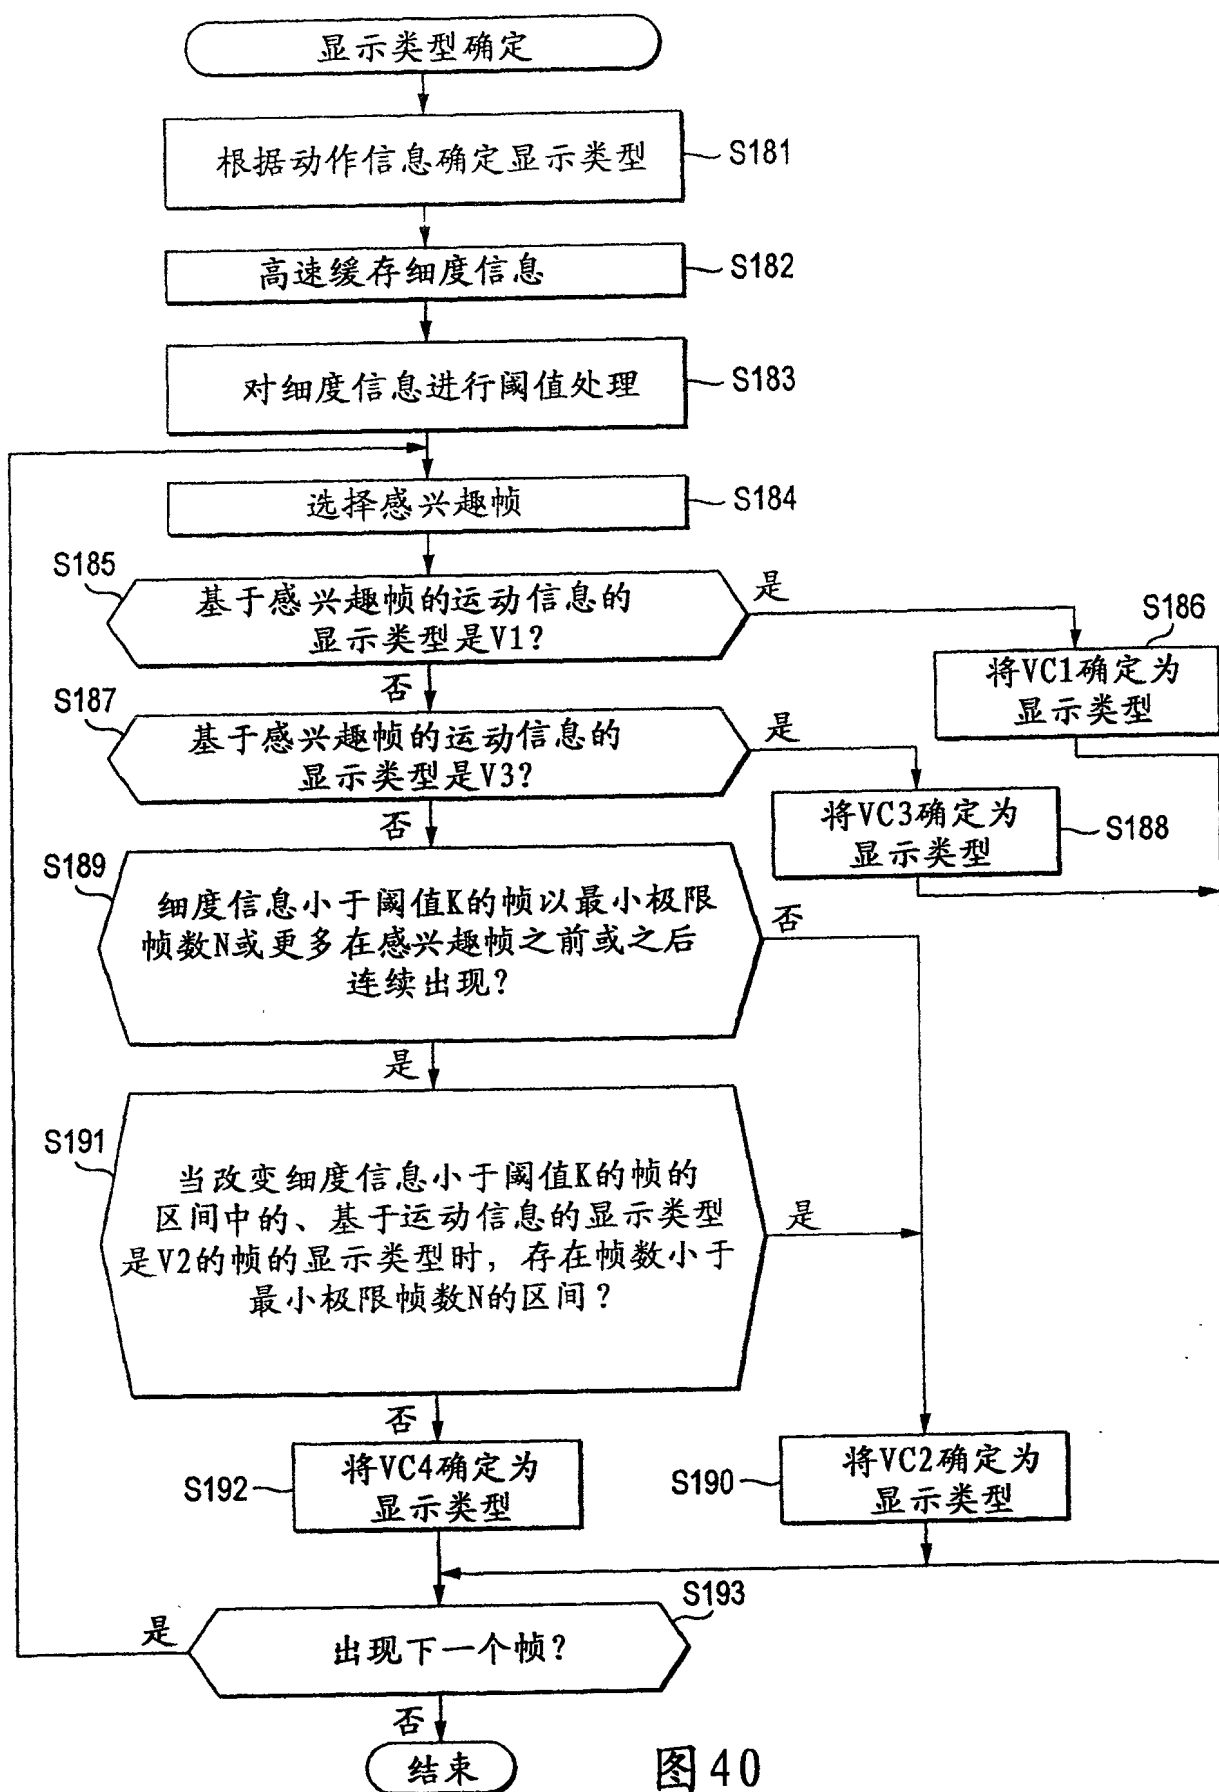 显示类型确定
根据动作信息确定显示类型
S181
高速缓存细度信息
S182
对细度信息进行阈值处理
S183
选择感兴趣帧
S184
S185
基于感兴趣帧的运动信息的
显示类型是V1?
是
否
S186
将VC1确定为
显示类型
S187
基于感兴趣帧的运动信息的
显示类型是V3?
是
否
将VC3确定为
显示类型
S188
S189
细度信息小于阈值K的帧以最小极限
帧数N或更多在感兴趣帧之前或之后
连续出现?
否
是
S191
当改变细度信息小于阈值K的帧的
区间中的、基于运动信息的显示类型
是V2的帧的显示类型时，存在帧数小于
最小极限帧数N的区间?
是
否
S192
将VC4确定为
显示类型
S190
将VC2确定为
显示类型
S193
出现下一个帧?
是
否
结束
图40